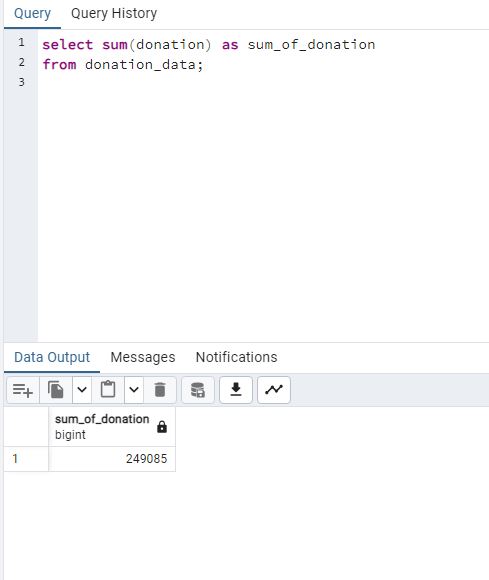 Query Query History
1 select sum(donation) as sum_of_donation
2 from donation_data;
3
Data Output Messages Notifications
sum_of_donation
bigint
1 249085